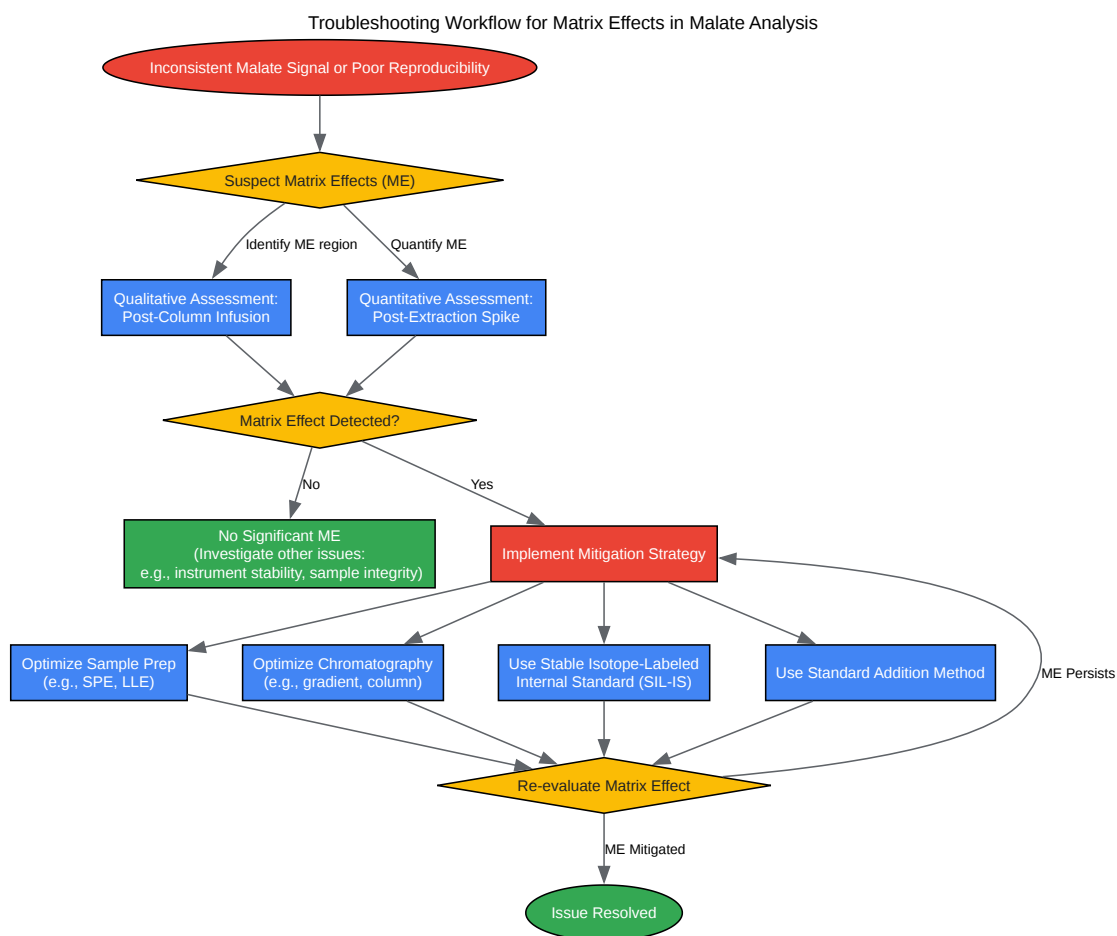 Troubleshooting Workflow for Matrix Effects in Malate Analysis
Inconsistent Malate Signal or Poor Reproducibility
Suspect Matrix Effects (ME)
Identify ME region
Quantify ME
Qualitative Assessment:
Post-Column Infusion
Quantitative Assessment:
Post-Extraction Spike
Matrix Effect Detected?
No
Yes
No Significant ME
(Investigate other issues:
e.g., instrument stability, sample integrity)
Implement Mitigation Strategy
Optimize Sample Prep
(e.g., SPE, LLE)
Optimize Chromatography
(e.g., gradient, column)
Use Stable Isotope-Labeled
Internal Standard (SIL-IS)
Use Standard Addition Method
ME Persists
Re-evaluate Matrix Effect
ME Mitigated
Issue Resolved